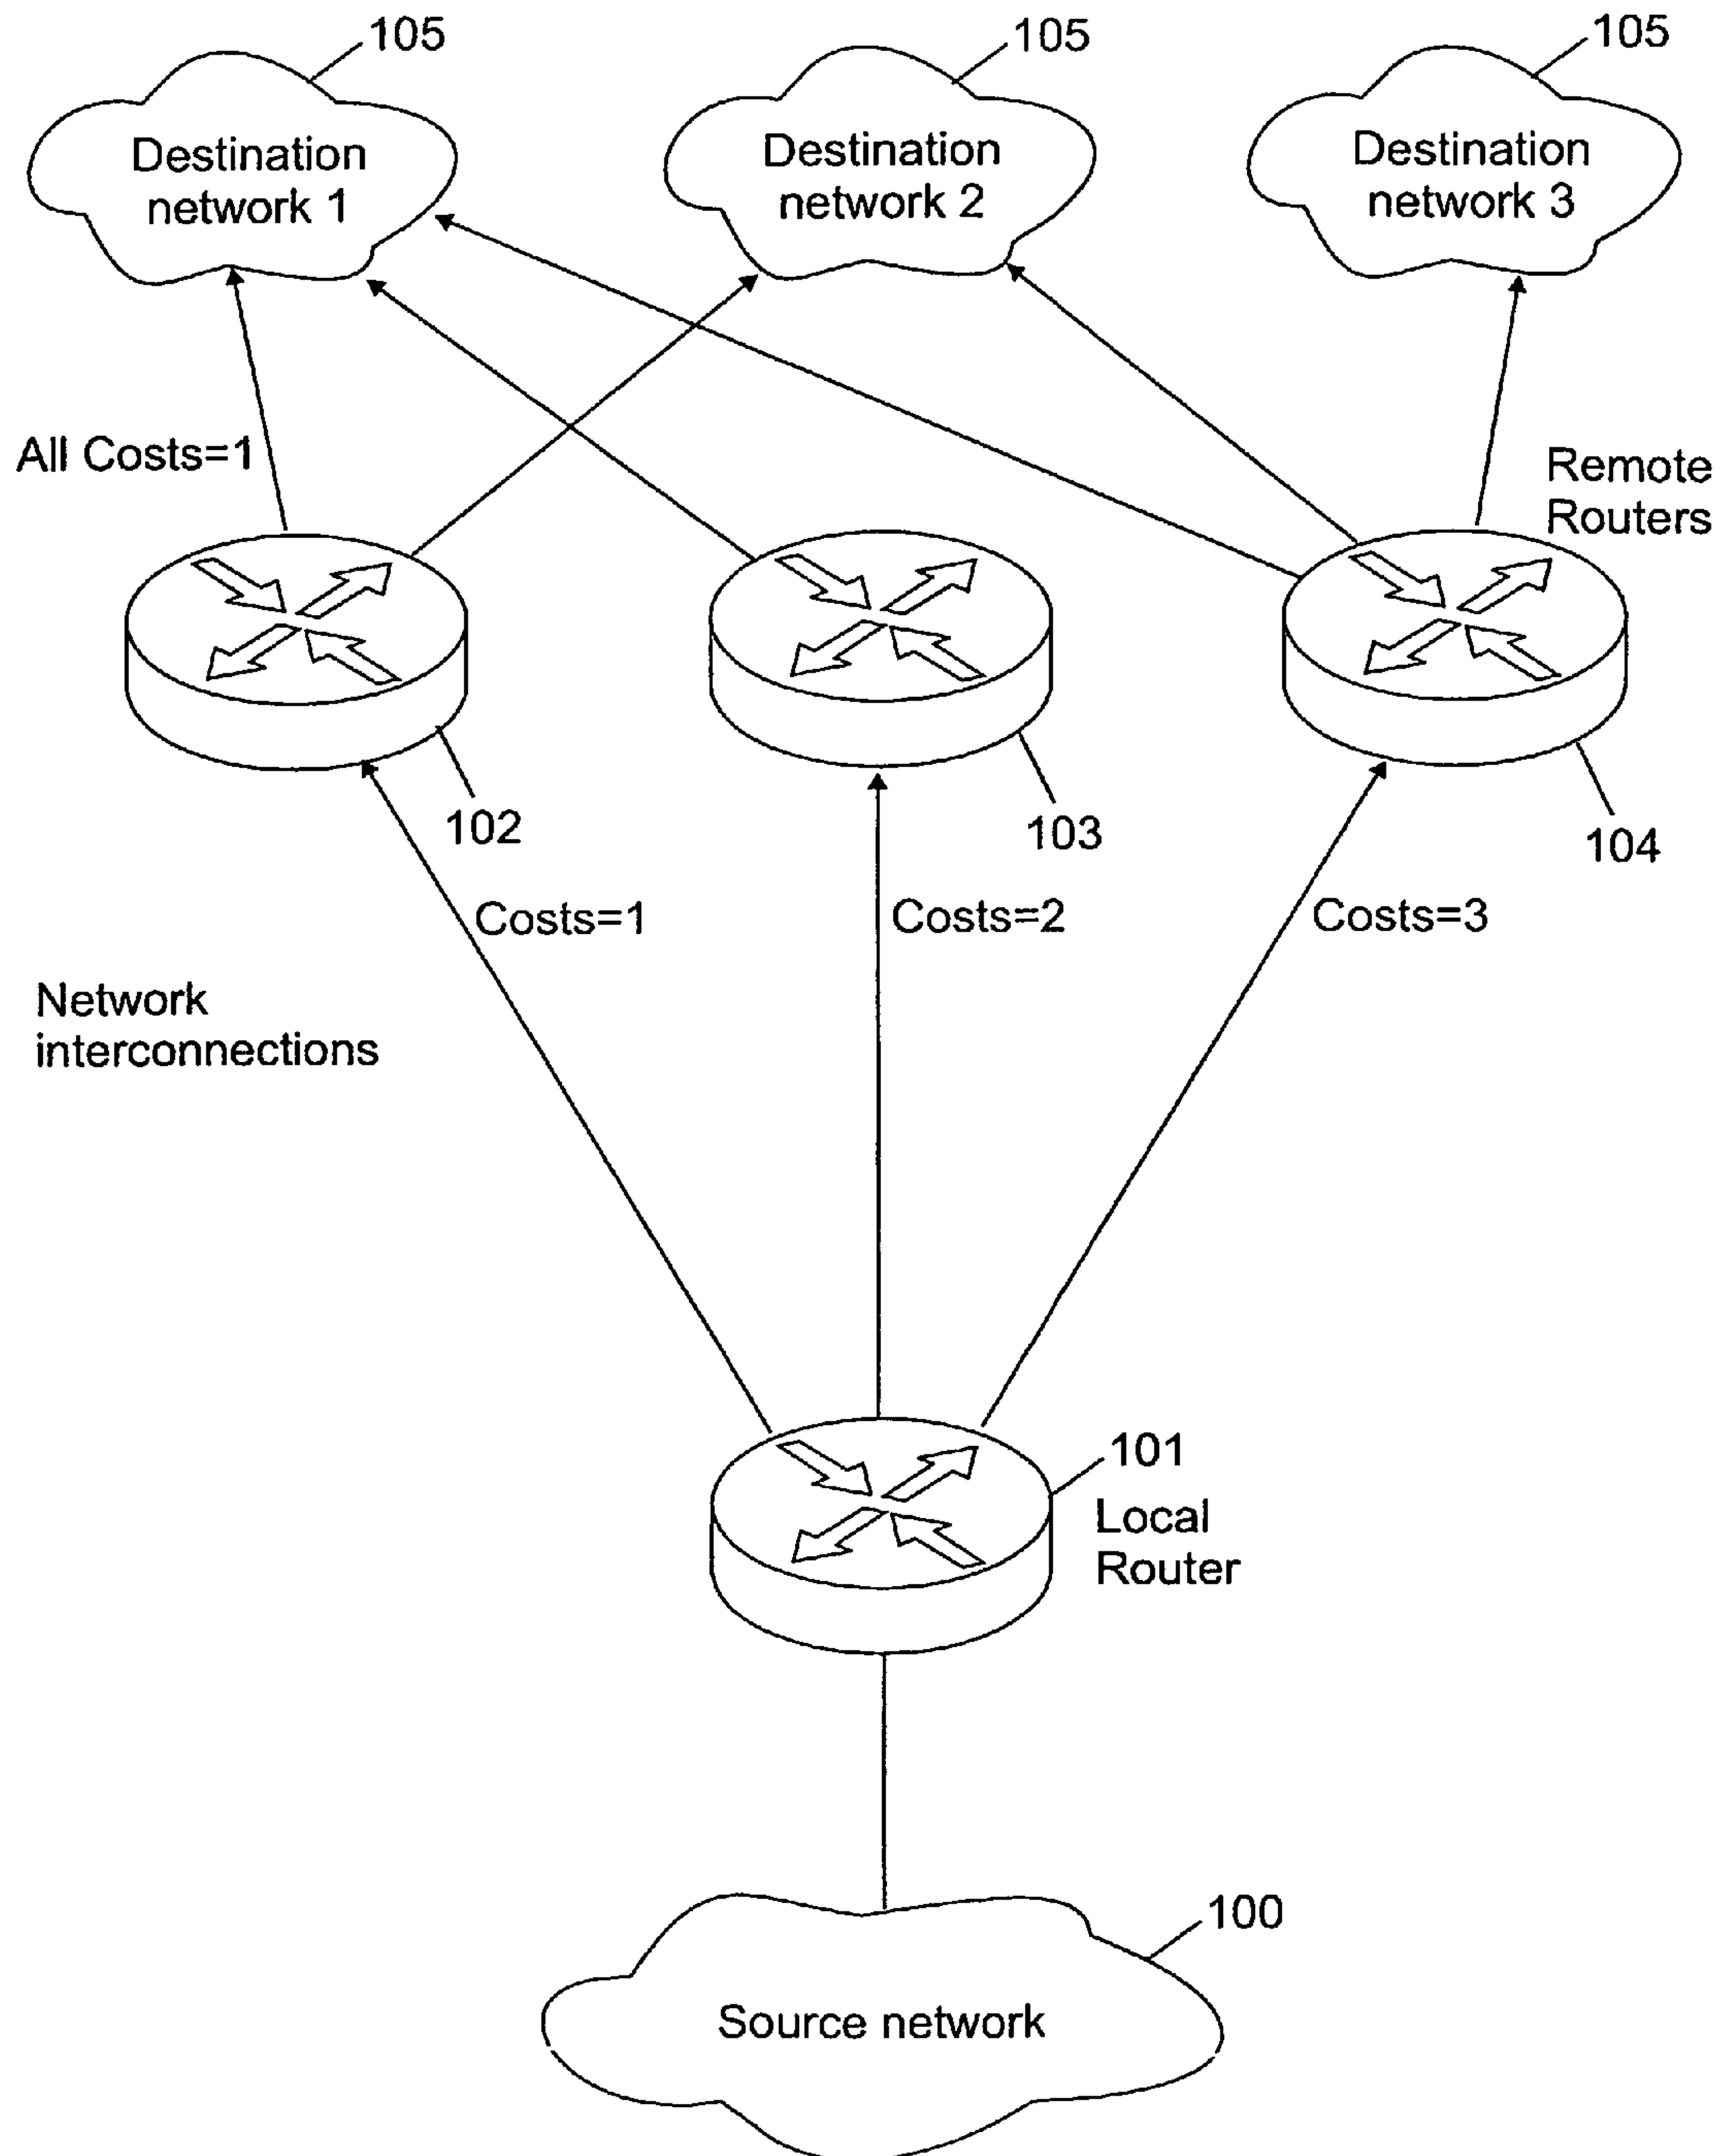 105
105
105
Destination
network 1
Destination
network 2
Destination
network 3
All Costs=1
Remote
Routers
102
103
104
Costs=1
Costs=2
Costs=3
Network
interconnections
101
Local
Router
100
Source network